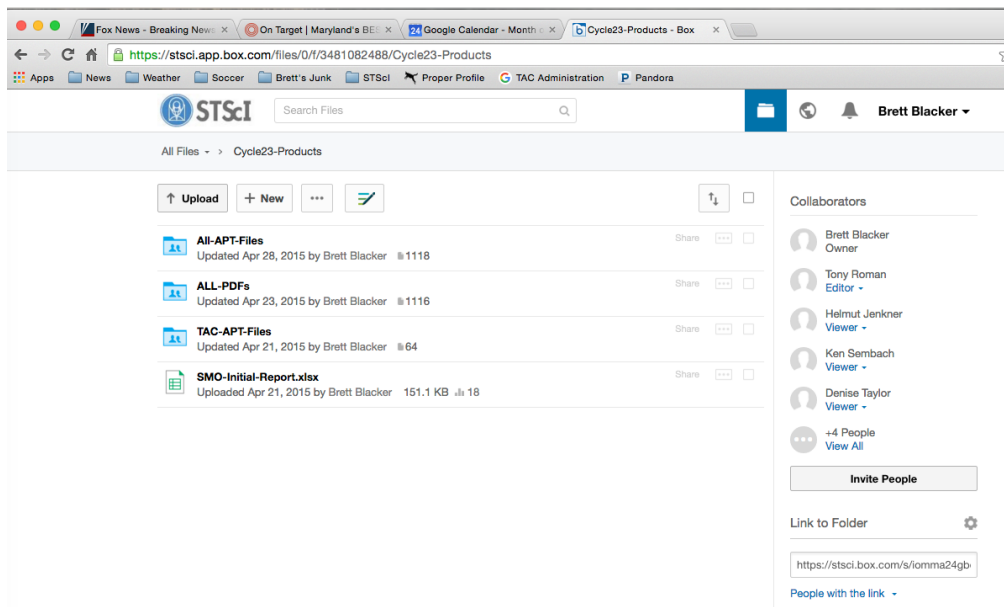 Fox News - Breaking News
On Target | Maryland's BE
Google Calendar - Month o
Cycle23-Products - Box
https://stsci.app.box.com/files/0/f/3481082488/Cycle23-Products
Apps News Weather Soccer Brett's Junk STScI Proper Profile TAC Administration Pandora
STScI
Search Files
Brett Blacker
All Files › Cycle23-Products
Upload
+ New
Collaborators
All-APT-Files
Updated Apr 28, 2015 by Brett Blacker 1118
Share
ALL-PDFs
Updated Apr 23, 2015 by Brett Blacker 1116
Share
TAC-APT-Files
Updated Apr 21, 2015 by Brett Blacker 64
Share
SMO-Initial-Report.xlsx
Uploaded Apr 21, 2015 by Brett Blacker 151.1 KB 18
Share
Brett Blacker
Owner
Tony Roman
Editor
Helmut Jenkner
Viewer
Ken Sembach
Viewer
Denise Taylor
Viewer
+4 People
View All
Invite People
Link to Folder
https://stsci.box.com/s/iomma24gb
People with the link